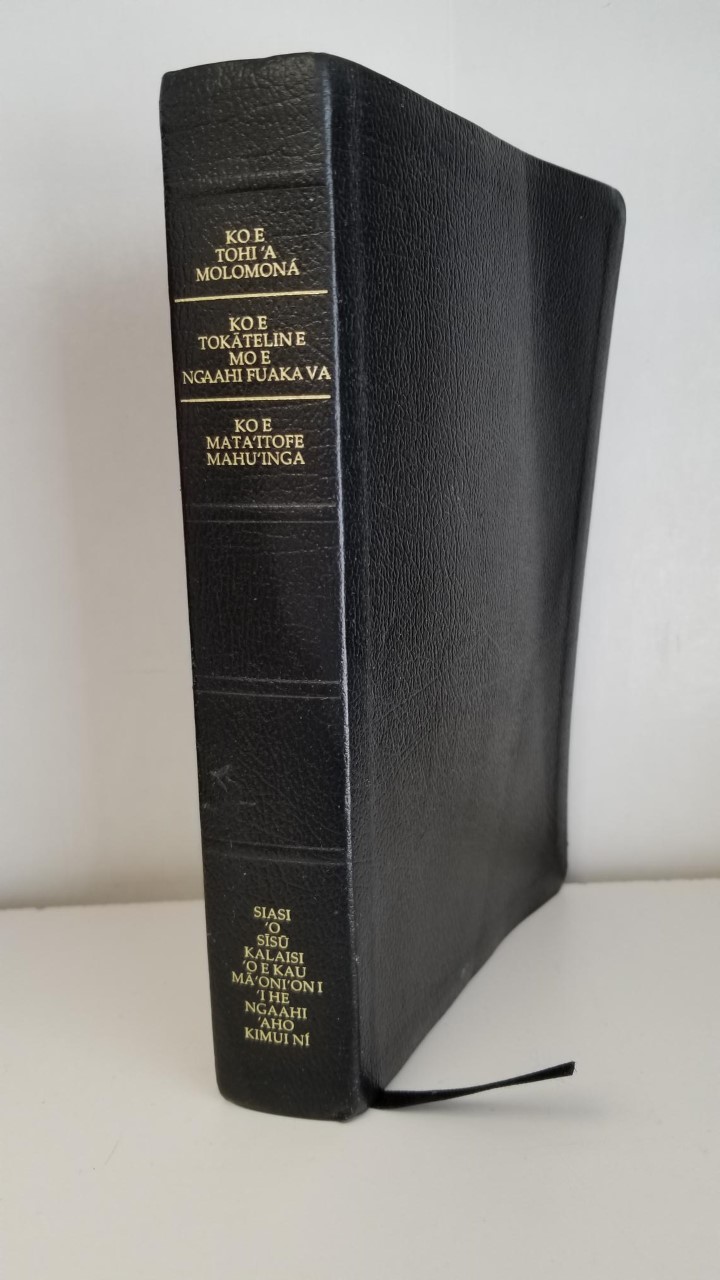 KO E
TOHI ‘A
MOLOMONÁ
KO E
TOKĀTELINE
MO E
NGAAHI FUAKAVA
KO E
MATA‘ITOFE
MAHU‘INGA
SIASI
‘O
SĪSŪ
KALAISI
‘O E KAU
MĀ‘ONI‘ONI
‘I HE
NGAAHI
‘AHO
KIMUI NÍ